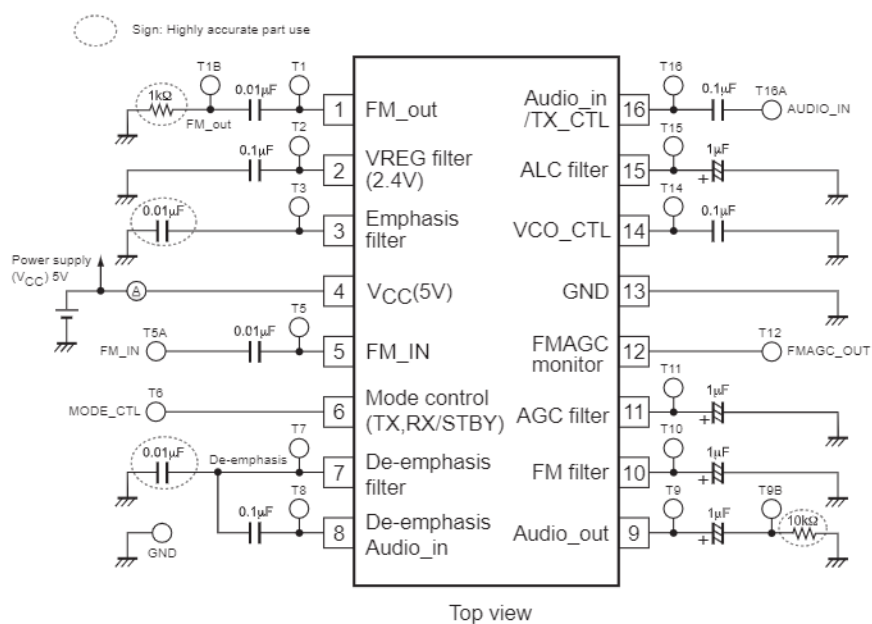 Sign: Highly accurate part use
T1B
0.01μF
T1
1kΩ
FM_out
1
FM_out
T2
0.1μF
2
VREG filter
(2.4V)
T3
0.01μF
3
Emphasis
filter
Power supply
(VCC) 5V
A
4
VCC(5V)
T5A
0.01μF
T5
FM_IN
5
FM_IN
T6
MODE_CTL
6
Mode control
(TX,RX/STBY)
T7
0.01μF
De-emphasis
7
De-emphasis
filter
T8
0.1μF
8
De-emphasis
Audio_in
GND
T16
0.1μF
T16A
AUDIO_IN
Audio_in
/TX_CTL
16
T15
1μF
+
ALC filter
15
T14
0.1μF
VCO_CTL
14
GND
13
T12
FMAGC_OUT
FMAGC
monitor
12
T11
1μF
+
AGC filter
11
T10
1μF
+
FM filter
10
T9
1μF
+
T9B
10kΩ
Audio_out
9
Top view